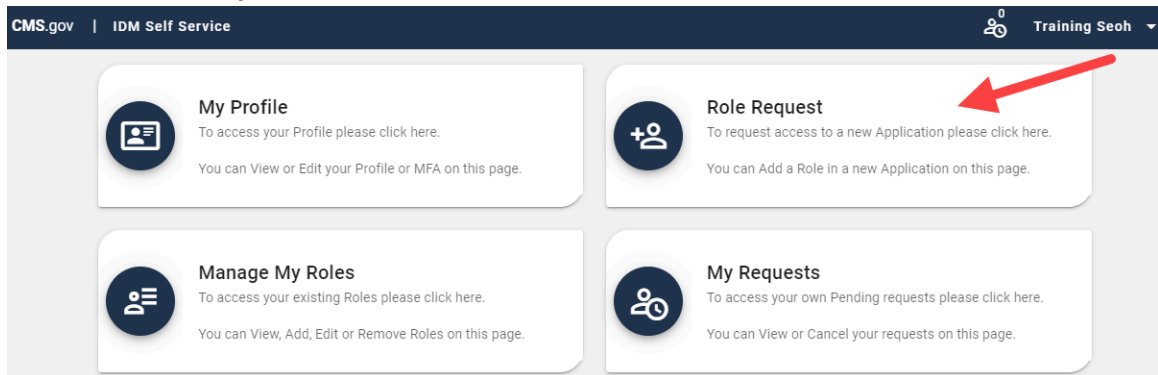 CMS.gov | IDM Self Service
0
Training Seoh
My Profile
To access your Profile please click here.
You can View or Edit your Profile or MFA on this page.
Role Request
To request access to a new Application please click here.
You can Add a Role in a new Application on this page.
Manage My Roles
To access your existing Roles please click here.
You can View, Add, Edit or Remove Roles on this page.
My Requests
To access your own Pending requests please click here.
You can View or Cancel your requests on this page.